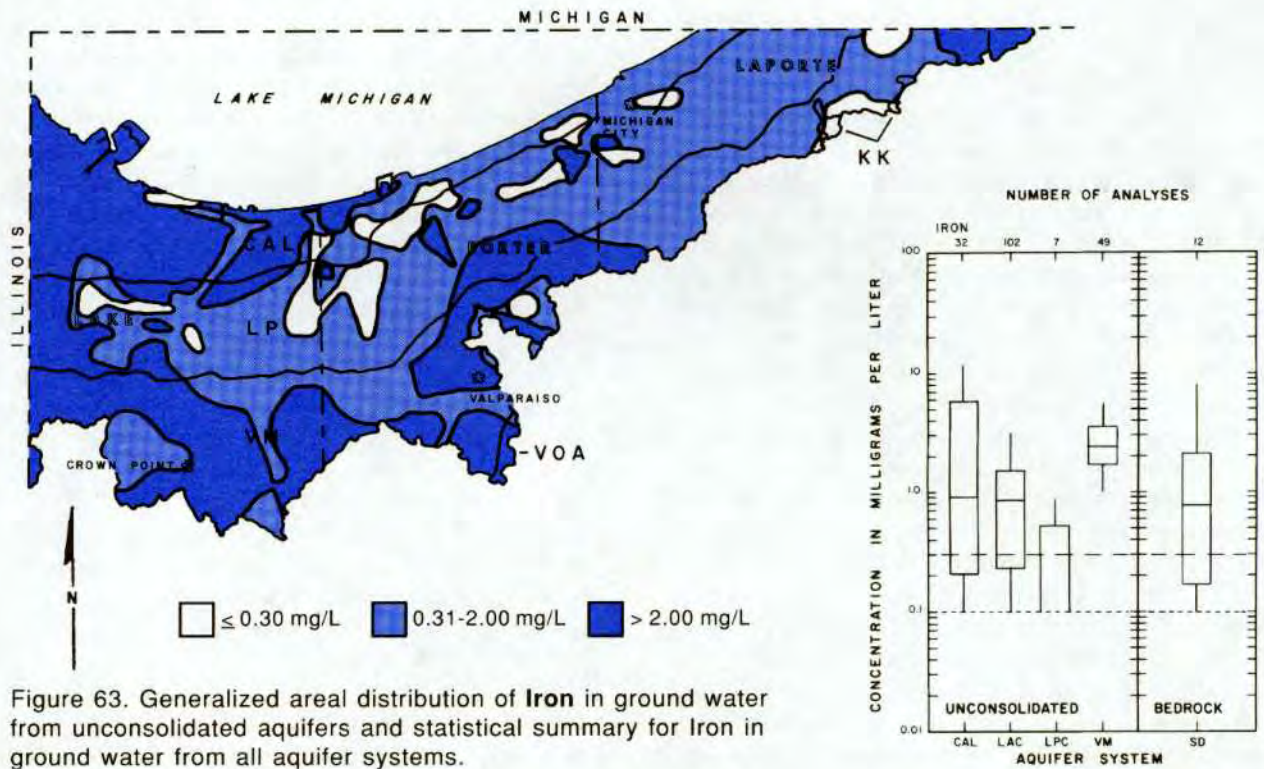 MICHIGAN
LAKE MICHIGAN
LAPORTE
MICHIGAN
CITY
KK
ILLINOIS
CAL
PORTER
LAKE
LP
VALPARAISO
VM
-VOA
CROWN POINT
N
≤ 0.30 mg/L 0.31-2.00 mg/L > 2.00 mg/L
Figure 63. Generalized areal distribution of Iron in ground water
from unconsolidated aquifers and statistical summary for Iron in
ground water from all aquifer systems.
NUMBER OF ANALYSES
IRON
32 102 7 49 12
CONCENTRATION IN MILLIGRAMS PER LITER
100
10
1.0
0.1
0.01
UNCONSOLIDATED BEDROCK
CAL LAC LPC VM SD
AQUIFER SYSTEM